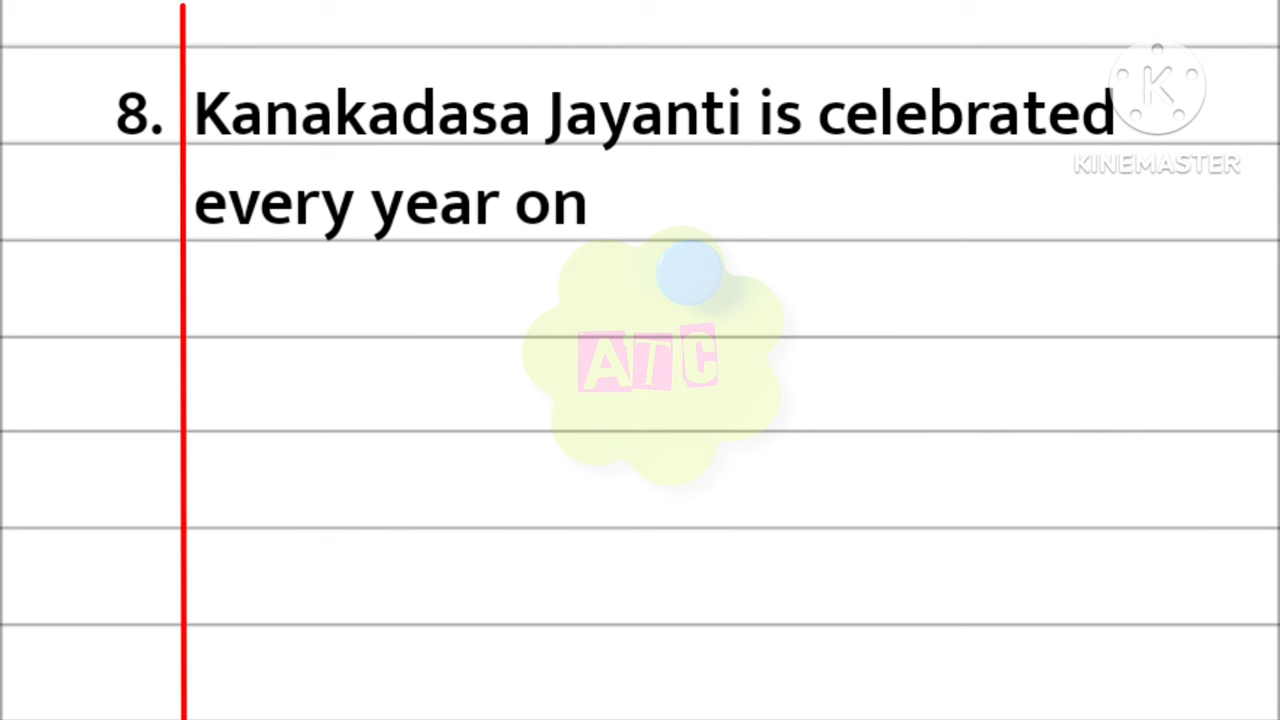 8. Kanakadasa Jayanti is celebrated
every year on
K
KINEMASTER
ATC